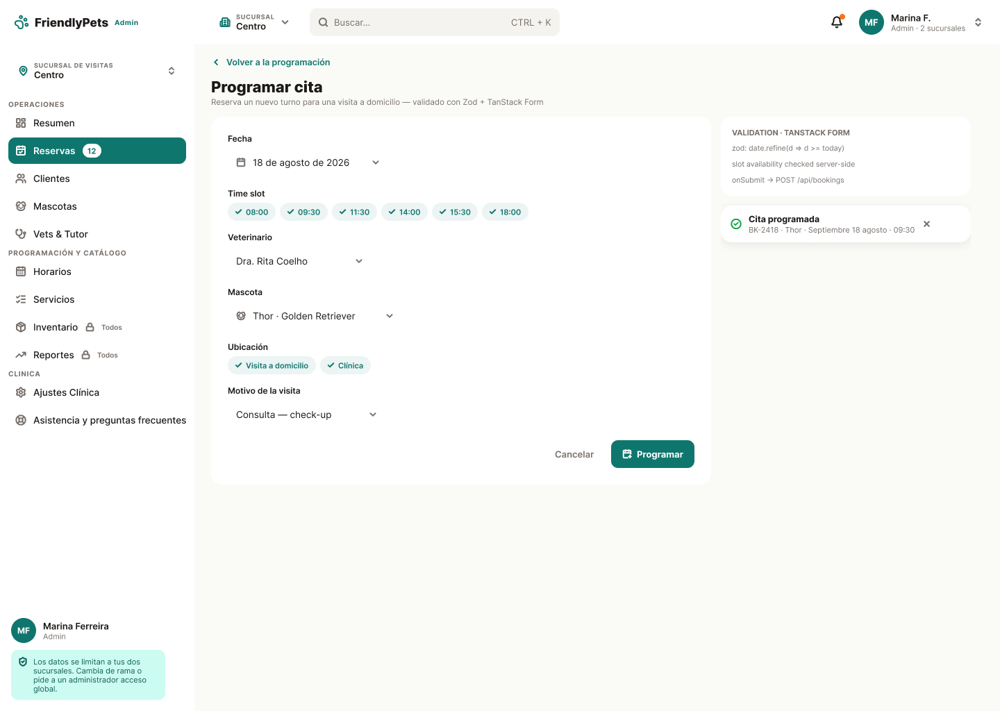 FriendlyPets Admin
SUCURSAL
Centro
Buscar...
CTRL + K
MF
Marina F.
Admin · 2 sucursales
SUCURSAL DE VISITAS
Centro
OPERACIONES
Resumen
Reservas 12
Clientes
Mascotas
Vets & Tutor
PROGRAMACIÓN Y CATÁLOGO
Horarios
Servicios
Inventario Todos
Reportes Todos
CLINICA
Ajustes Clínica
Asistencia y preguntas frecuentes
MF
Marina Ferreira
Admin
Los datos se limitan a tus dos
sucursales. Cambia de rama o
pide a un administrador acceso
global.
Volver a la programación
Programar cita
Reserva un nuevo turno para una visita a domicilio — validado con Zod + TanStack Form
Fecha
18 de agosto de 2026
Time slot
08:00 09:30 11:30 14:00 15:30 18:00
Veterinario
Dra. Rita Coelho
Mascota
Thor · Golden Retriever
Ubicación
Visita a domicilio Clínica
Motivo de la visita
Consulta — check-up
Cancelar Programar
VALIDATION · TANSTACK FORM
zod: date.refine(d => d >= today)
slot availability checked server-side
onSubmit → POST /api/bookings
Cita programada
BK-2418 · Thor · Septiembre 18 agosto · 09:30